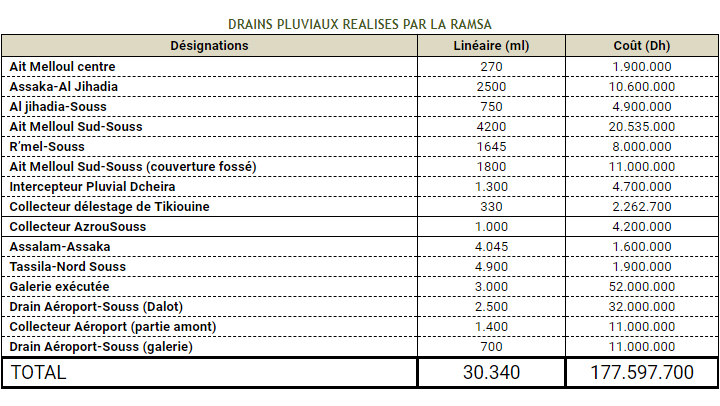 DRAINS PLUVIAUX REALISES PAR LA RAMSA
Désignations Linéaire (ml) Coût (Dh)
Ait Melloul centre 270 1.900.000
Assaka-Al Jihadia 2500 10.600.000
Al jihadia-Souss 750 4.900.000
Ait Melloul Sud-Souss 4200 20.535.000
R'mel-Souss 1645 8.000.000
Ait Melloul Sud-Souss (couverture fossé) 1800 11.000.000
Intercepteur Pluvial Dcheira 1.300 4.700.000
Collecteur délestage de Tikiouine 330 2.262.700
Collecteur AzrouSouss 1.000 4.200.000
Assalam-Assaka 4.045 1.600.000
Tassila-Nord Souss 4.900 1.900.000
Galerie exécutée 3.000 52.000.000
Drain Aéroport-Souss (Dalot) 2.500 32.000.000
Collecteur Aéroport (partie amont) 1.400 11.000.000
Drain Aéroport-Souss (galerie) 700 11.000.000
TOTAL 30.340 177.597.700